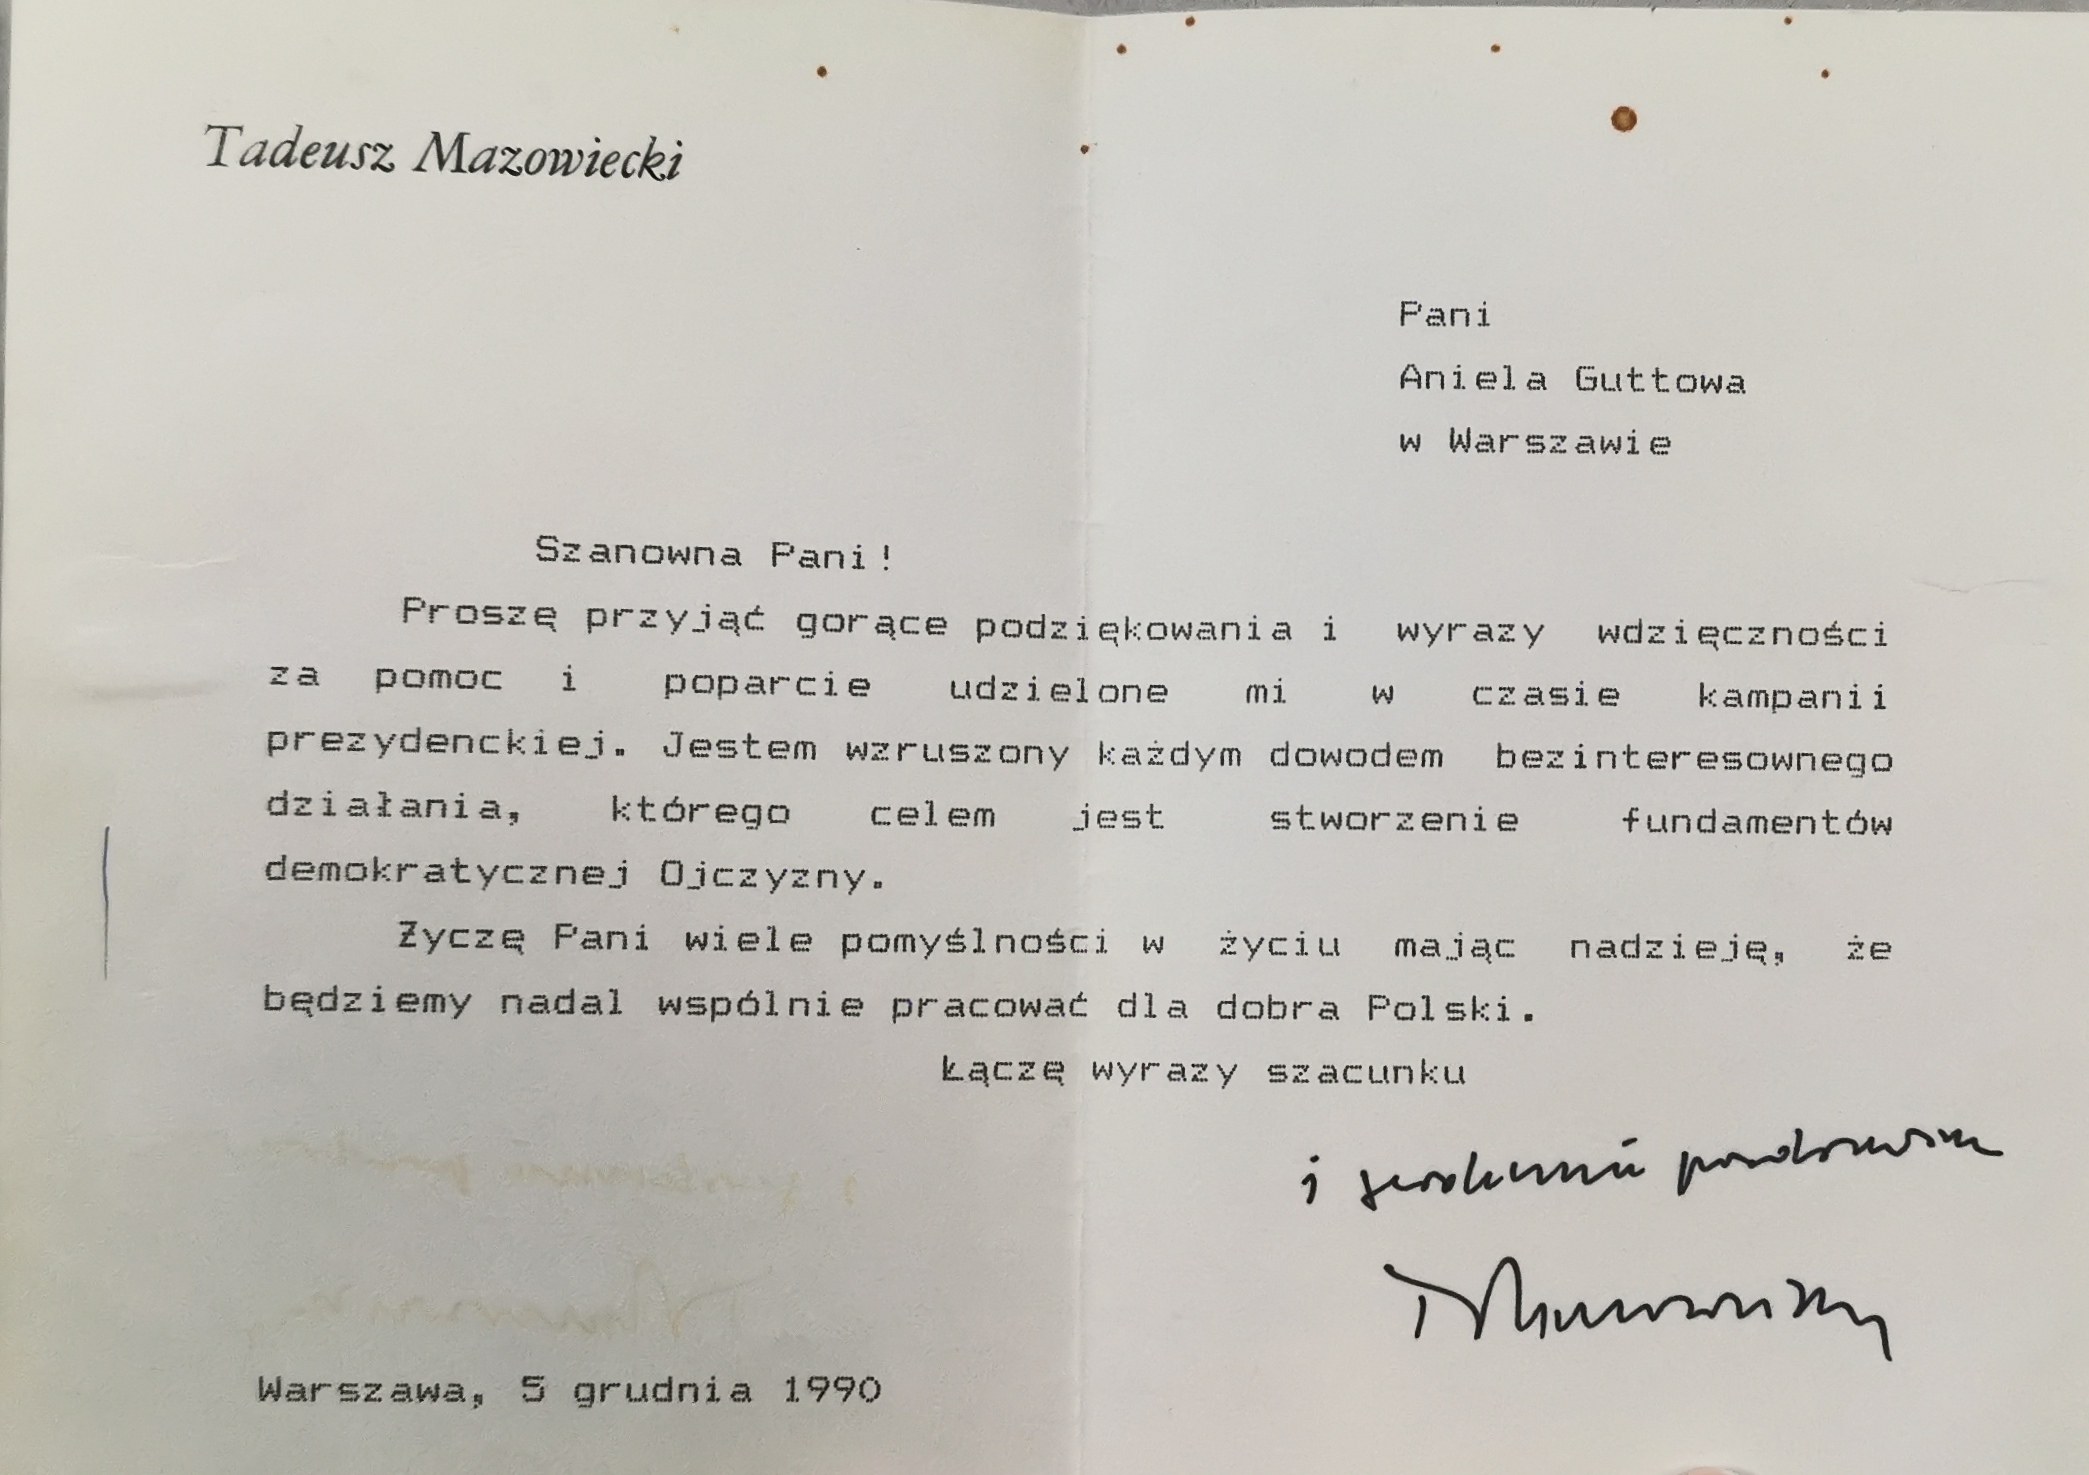 Tadeusz Mazowiecki
Pani
Aniela Guttowa
w Warszawie
Szanowna Pani!
Proszę przyjąć gorące podziękowania i wyrazy wdzięczności
za pomoc i poparcie udzielone mi w czasie kampanii
prezydenckiej. Jestem wzruszony każdym dowodem bezinteresownego
działania, którego celem jest stworzenie fundamentów
demokratycznej Ojczyzny.
Życzę Pani wiele pomyślności w życiu mając nadzieję, że
będziemy nadal wspólnie pracować dla dobra Polski.
Łączę wyrazy szacunku
i serdeczne pozdrowienia
TMazowiecki
Warszawa, 5 grudnia 1990